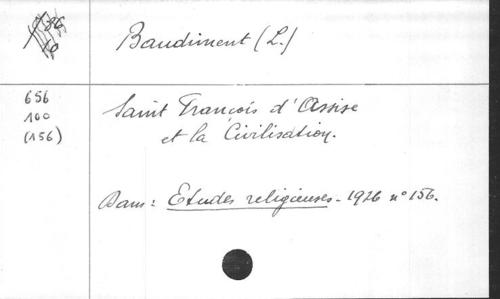 Baudiment (L.)
656
100
(156)
Saint François d'Assise
et la Civilisation.
Dans : Etudes religieuses - 1926 n° 156.